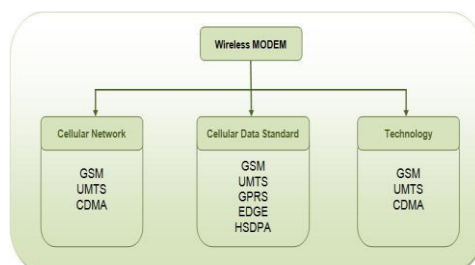 Wireless MODEM
Cellular Network
GSM
UMTS
CDMA
Cellular Data Standard
GSM
UMTS
GPRS
EDGE
HSDPA
Technology
GSM
UMTS
CDMA